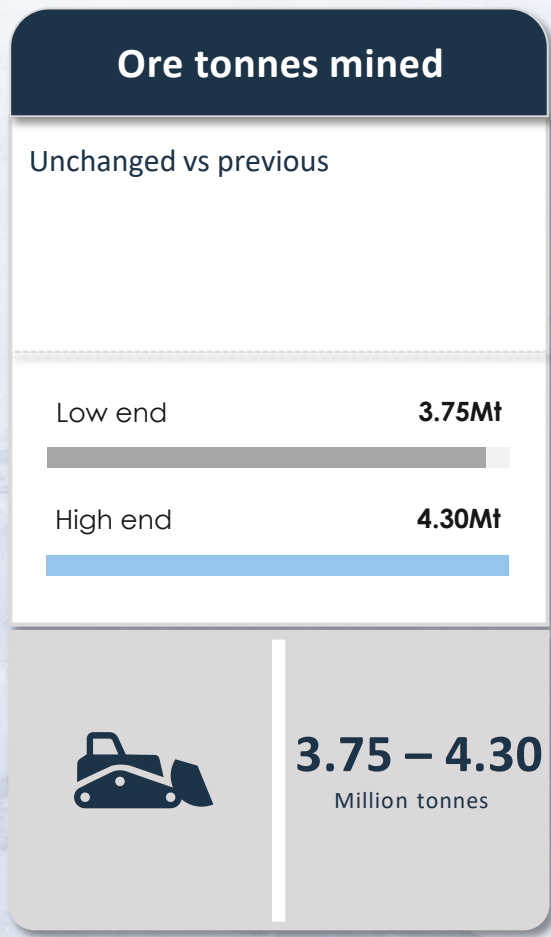 Ore tonnes mined
Unchanged vs previous
Low end 3.75Mt
High end 4.30Mt
3.75 – 4.30
Million tonnes